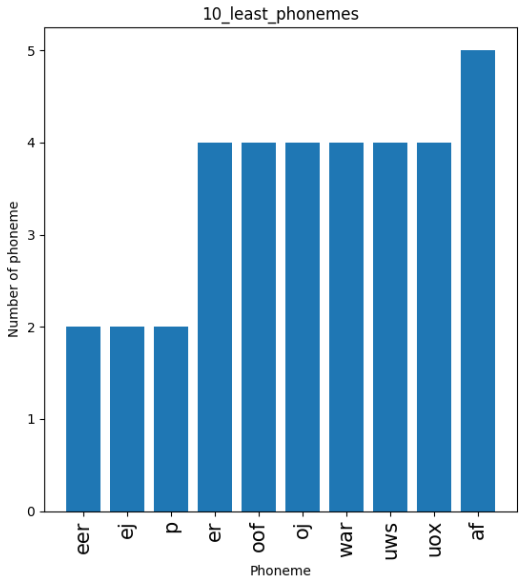 10_least_phonemes
5
4
3
2
1
0
Number of phoneme
eer
ej
p
er
oof
oj
war
uws
uox
af
Phoneme